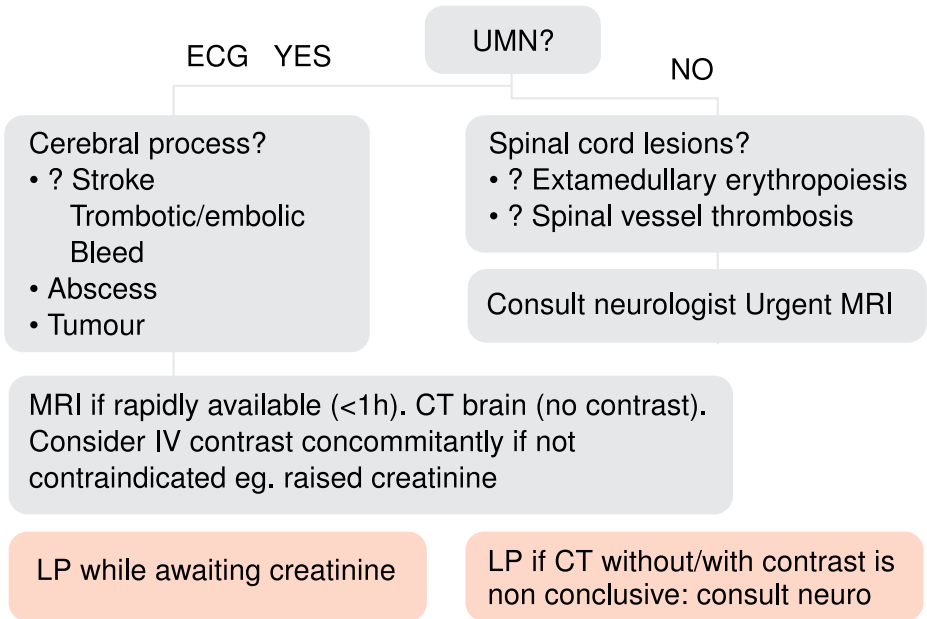 UMN?
ECG YES
NO
Cerebral process?
• ? Stroke
Trombotic/embolic
Bleed
• Abscess
• Tumour
Spinal cord lesions?
• ? Extamedullary erythropoiesis
• ? Spinal vessel thrombosis
Consult neurologist Urgent MRI
MRI if rapidly available (<1h). CT brain (no contrast).
Consider IV contrast concommitantly if not
contraindicated eg. raised creatinine
LP while awaiting creatinine
LP if CT without/with contrast is
non conclusive: consult neuro